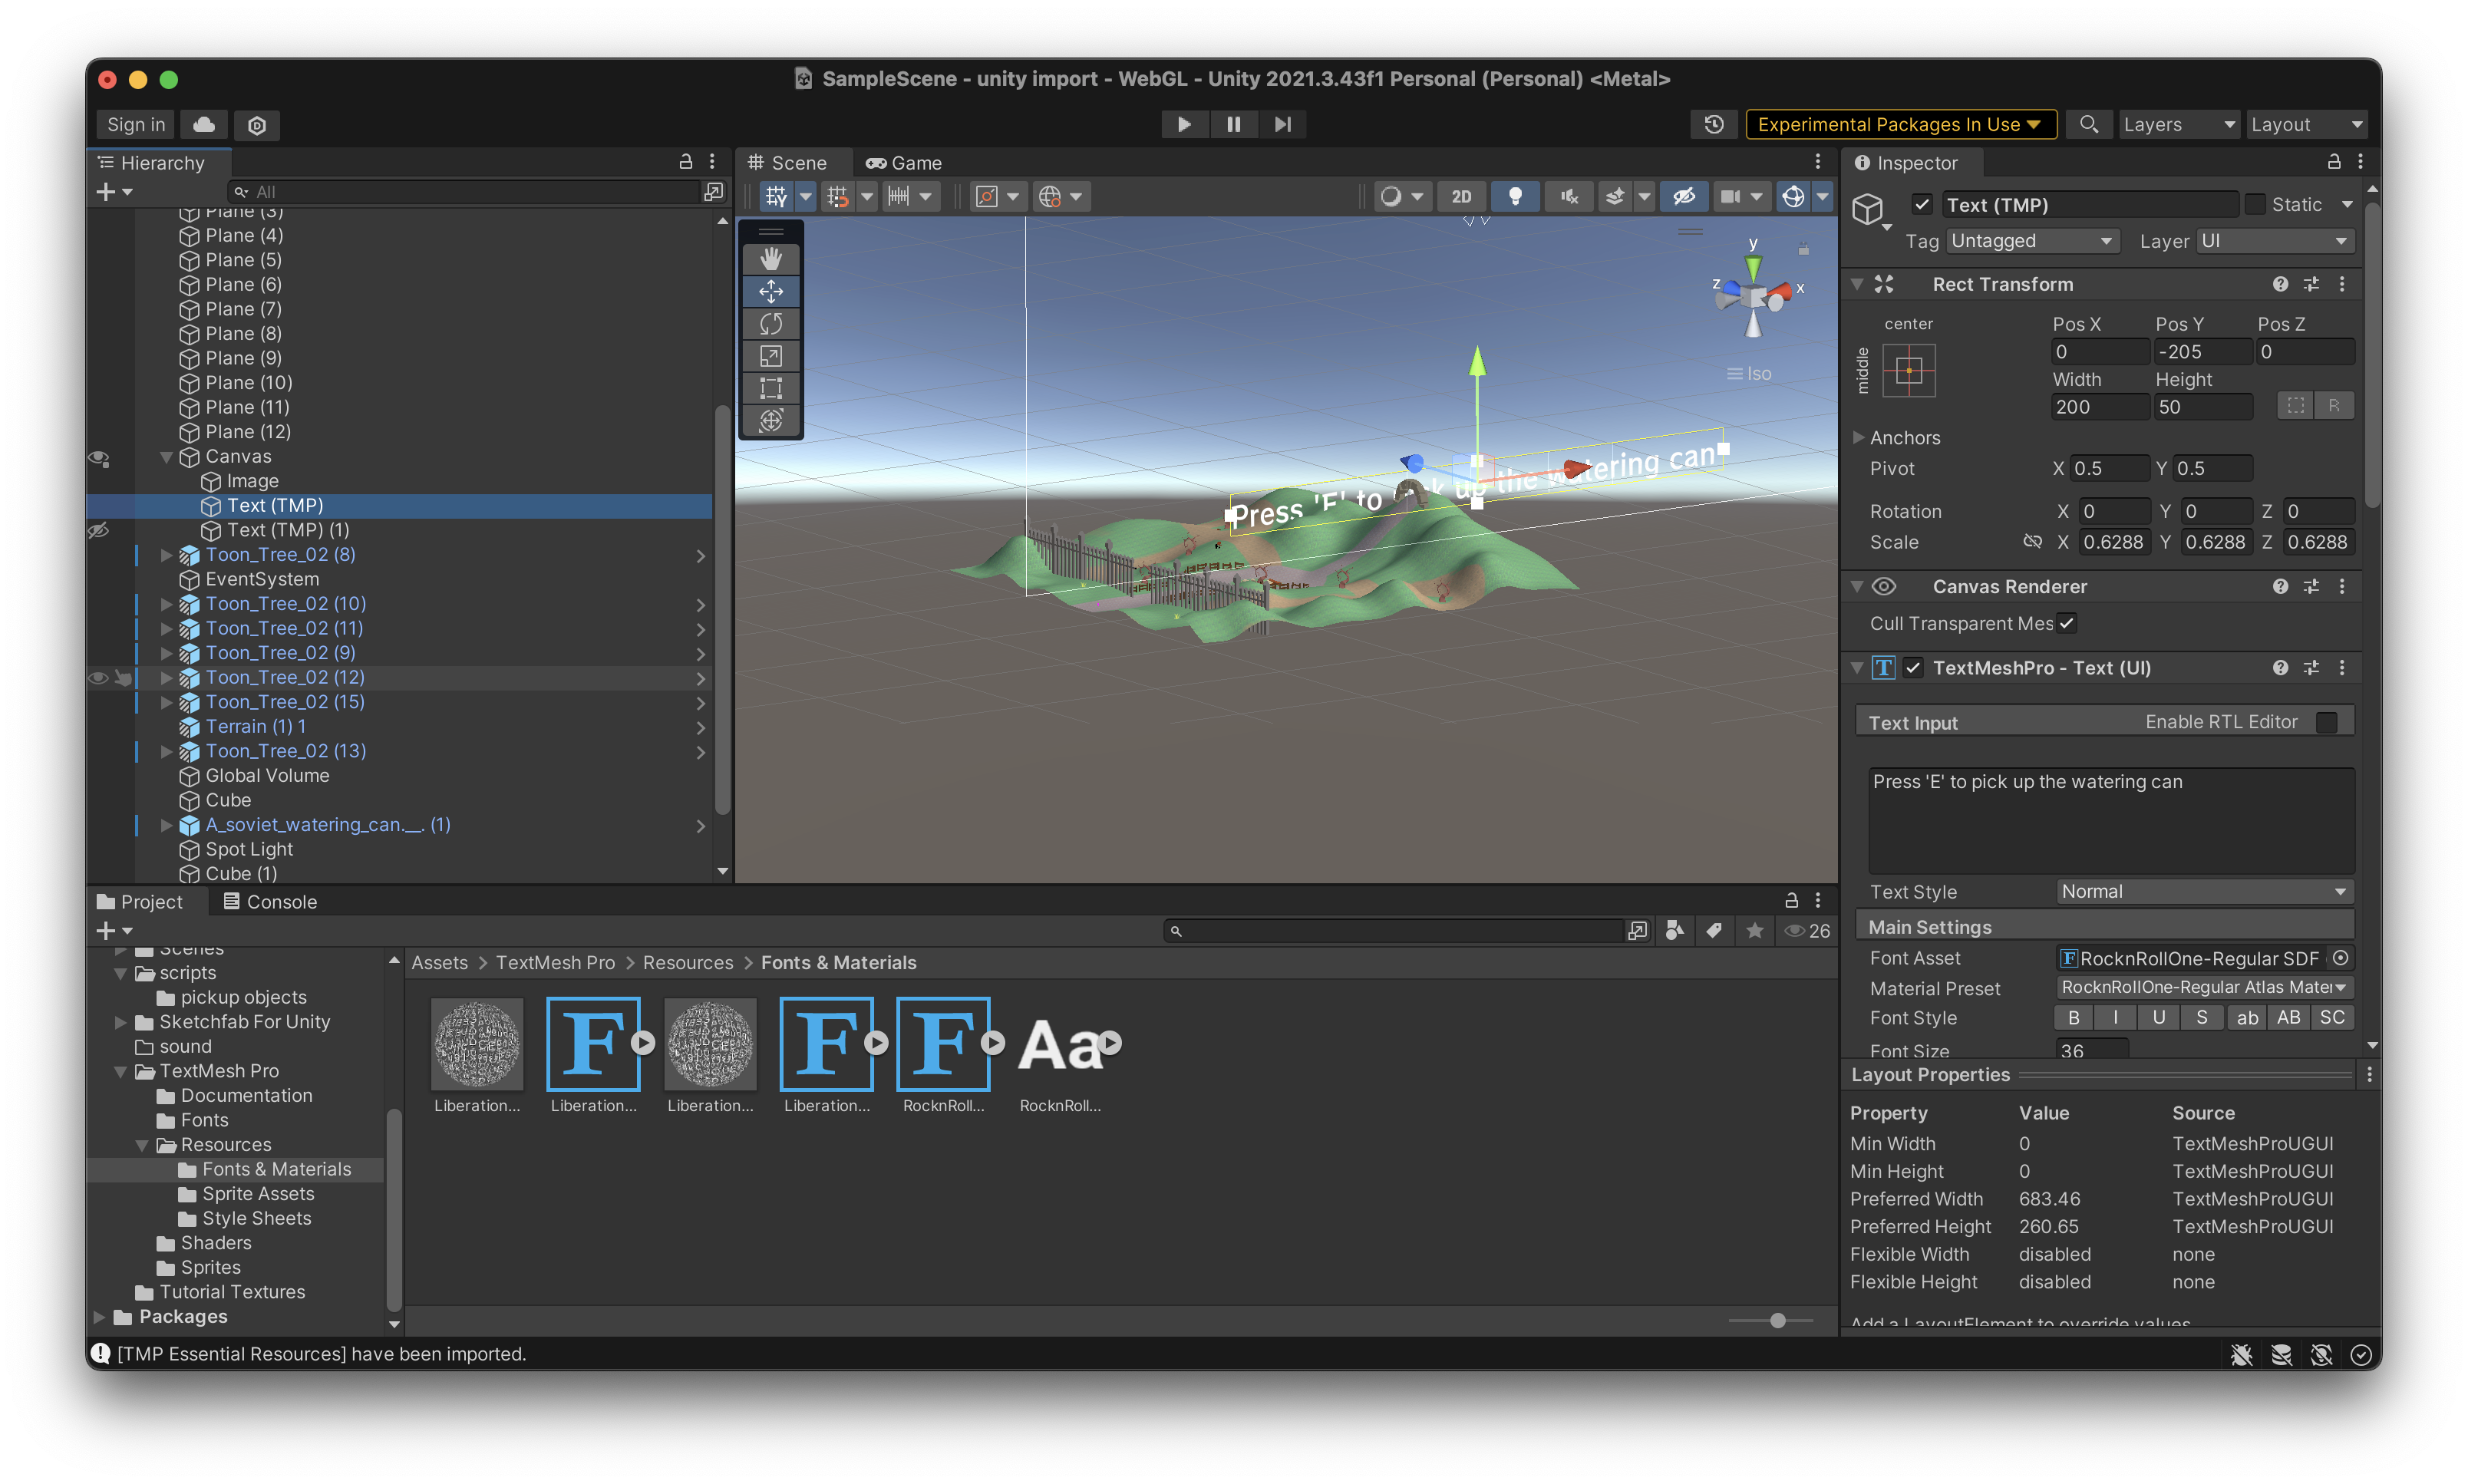 SampleScene - unity import - WebGL - Unity 2021.3.43f1 Personal (Personal) <Metal>
Sign in
Experimental Packages In Use
Layers
Layout
Hierarchy
All
Plane (3)
Plane (4)
Plane (5)
Plane (6)
Plane (7)
Plane (8)
Plane (9)
Plane (10)
Plane (11)
Plane (12)
Canvas
Image
Text (TMP)
Text (TMP) (1)
Toon_Tree_02 (8)
EventSystem
Toon_Tree_02 (10)
Toon_Tree_02 (11)
Toon_Tree_02 (9)
Toon_Tree_02 (12)
Toon_Tree_02 (15)
Terrain (1) 1
Toon_Tree_02 (13)
Global Volume
Cube
A_soviet_watering_can.__. (1)
Spot Light
Cube (1)
Scene
Game
2D
y
z
x
Iso
Press 'E' to pick up the watering can
Inspector
Text (TMP)
Static
Tag Untagged
Layer UI
Rect Transform
center
middle
Pos X Pos Y Pos Z
0 -205 0
Width Height
200 50
R
Anchors
Pivot X 0.5 Y 0.5
Rotation X 0 Y 0 Z 0
Scale X 0.6288 Y 0.6288 Z 0.6288
Canvas Renderer
Cull Transparent Mes
TextMeshPro - Text (UI)
Text Input Enable RTL Editor
Press 'E' to pick up the watering can
Text Style Normal
Main Settings
Font Asset RocknRollOne-Regular SDF
Material Preset RocknRollOne-Regular Atlas Mater
Font Style B I U S ab AB SC
Font Size 36
Layout Properties
Property Value Source
Min Width 0 TextMeshProUGUI
Min Height 0 TextMeshProUGUI
Preferred Width 683.46 TextMeshProUGUI
Preferred Height 260.65 TextMeshProUGUI
Flexible Width disabled none
Flexible Height disabled none
Add a LayoutElement to override values
Project
Console
26
Scenes
scripts
pickup objects
Sketchfab For Unity
sound
TextMesh Pro
Documentation
Fonts
Resources
Fonts & Materials
Sprite Assets
Style Sheets
Shaders
Sprites
Tutorial Textures
Packages
Assets > TextMesh Pro > Resources > Fonts & Materials
F F F Aa
Liberation... Liberation... Liberation... Liberation... RocknRoll... RocknRoll...
[TMP Essential Resources] have been imported.